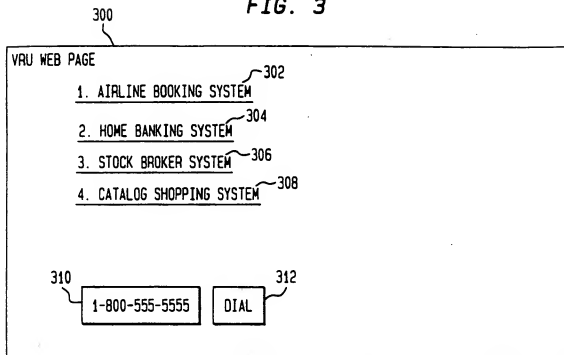 FIG. 3
300
VRU WEB PAGE
302
1. AIRLINE BOOKING SYSTEM
304
2. HOME BANKING SYSTEM
306
3. STOCK BROKER SYSTEM
308
4. CATALOG SHOPPING SYSTEM
310
312
1-800-555-5555
DIAL